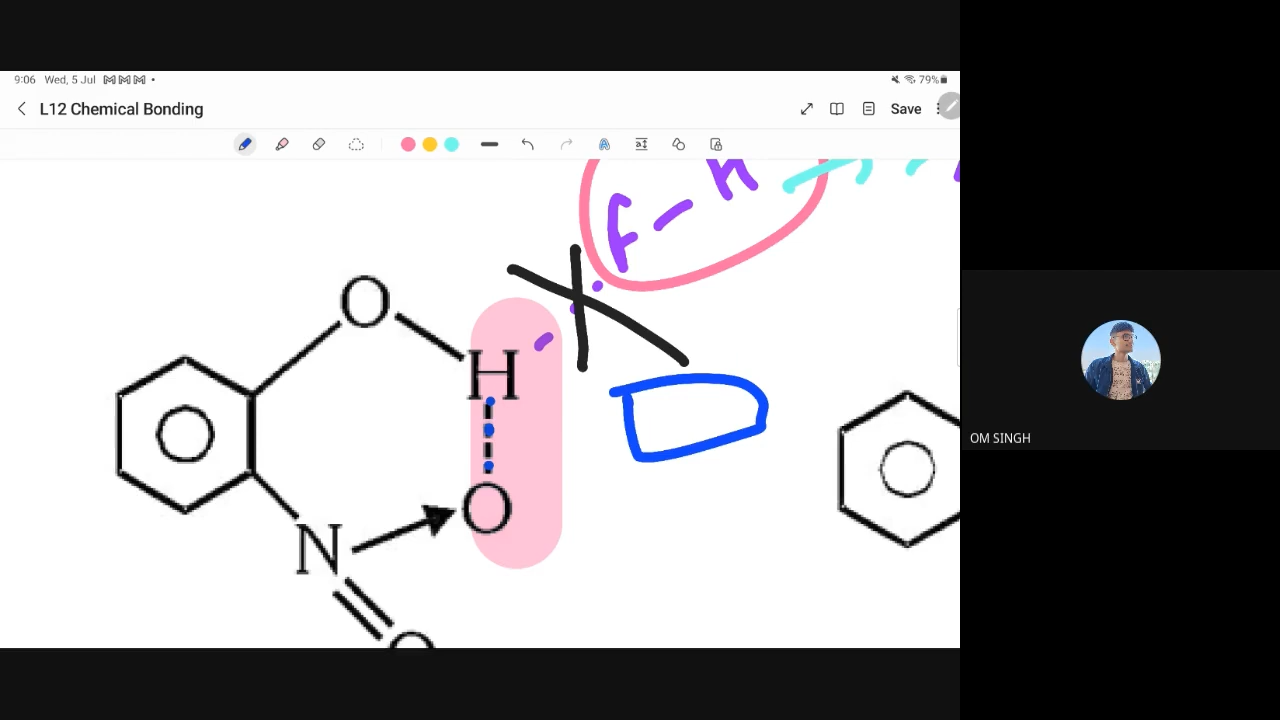 9:06 Wed, 5 Jul M M M • 79%
L12 Chemical Bonding
Save
F - H
O
H
O
N
O
OM SINGH